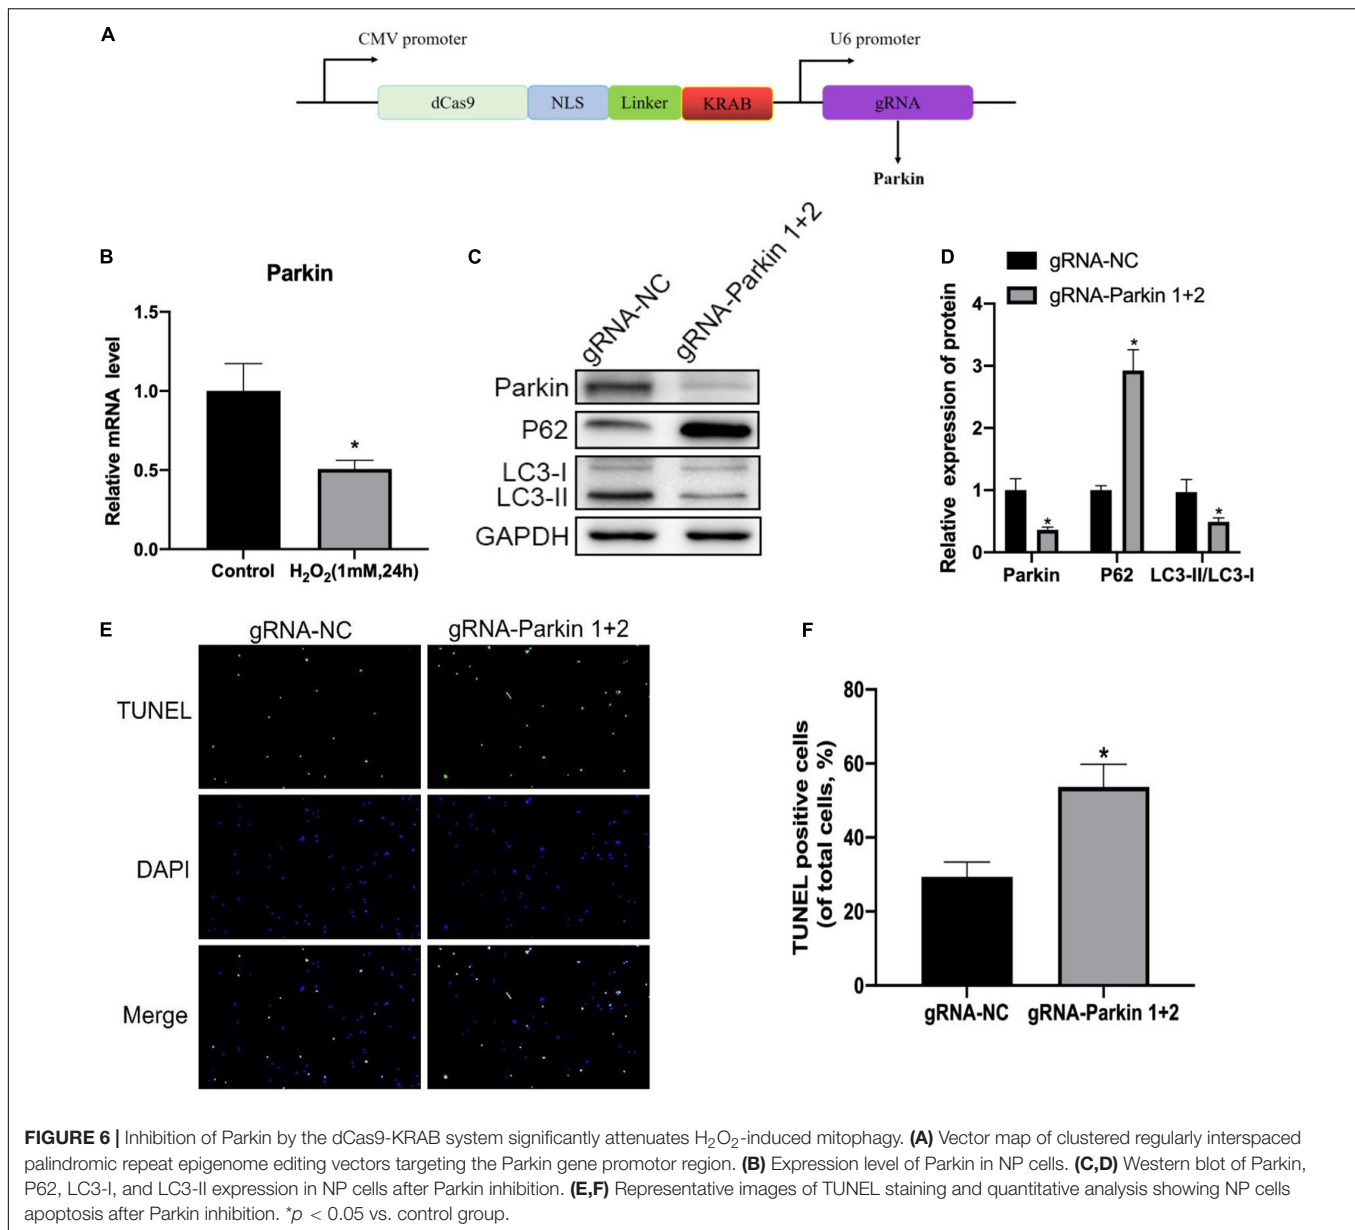 A
CMV promoter
U6 promoter
dCas9
NLS
Linker
KRAB
gRNA
Parkin
B
Parkin
Relative mRNA level
1.5
1.0
0.5
0.0
*
Control
H₂O₂(1mM,24h)
C
gRNA-NC
gRNA-Parkin 1+2
Parkin
P62
LC3-I
LC3-II
GAPDH
D
gRNA-NC
gRNA-Parkin 1+2
Relative expression of protein
4
3
2
1
0
*
*
*
Parkin
P62
LC3-II/LC3-I
E
gRNA-NC
gRNA-Parkin 1+2
TUNEL
DAPI
Merge
F
TUNEL positive cells
(of total cells, %)
80
60
40
20
0
*
gRNA-NC
gRNA-Parkin 1+2
FIGURE 6 | Inhibition of Parkin by the dCas9-KRAB system significantly attenuates H₂O₂-induced mitophagy. (A) Vector map of clustered regularly interspaced
palindromic repeat epigenome editing vectors targeting the Parkin gene promotor region. (B) Expression level of Parkin in NP cells. (C,D) Western blot of Parkin,
P62, LC3-I, and LC3-II expression in NP cells after Parkin inhibition. (E,F) Representative images of TUNEL staining and quantitative analysis showing NP cells
apoptosis after Parkin inhibition. *p < 0.05 vs. control group.